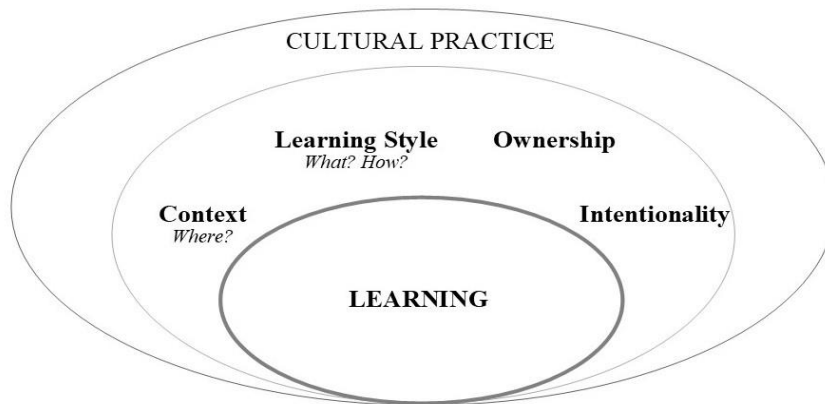 CULTURAL PRACTICE
Learning Style
What? How?
Ownership
Context
Where?
Intentionality
LEARNING